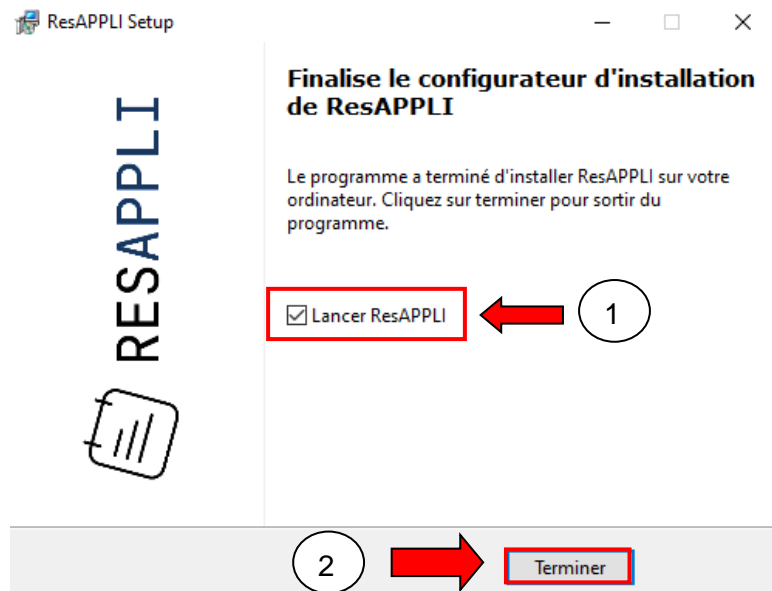 ResAPPLI Setup
RESAPPLI
Finalise le configurateur d'installation
de ResAPPLI
Le programme a terminé d'installer ResAPPLI sur votre
ordinateur. Cliquez sur terminer pour sortir du
programme.
Lancer ResAPPLI
1
2
Terminer